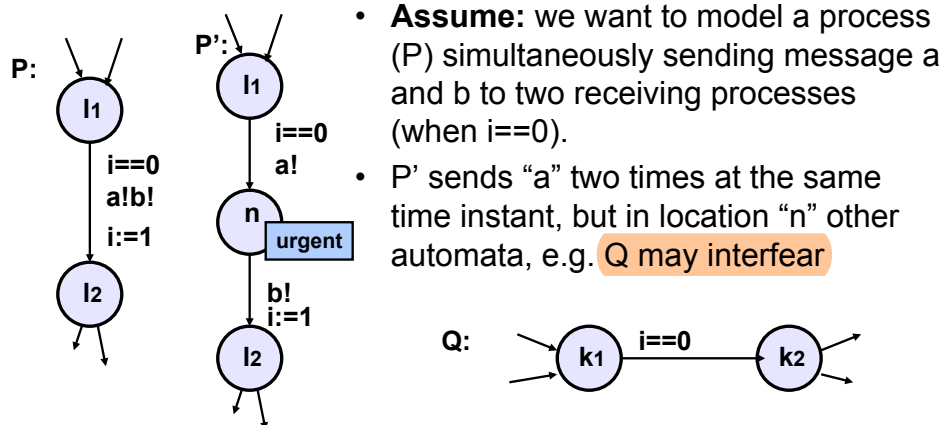 P:
l1
i==0
a!b!
i:=1
l2
P’:
l1
i==0
a!
n
urgent
b!
i:=1
l2
• Assume: we want to model a process
(P) simultaneously sending message a
and b to two receiving processes
(when i==0).
• P’ sends “a” two times at the same
time instant, but in location “n” other
automata, e.g. Q may interfear
Q:
k1
i==0
k2